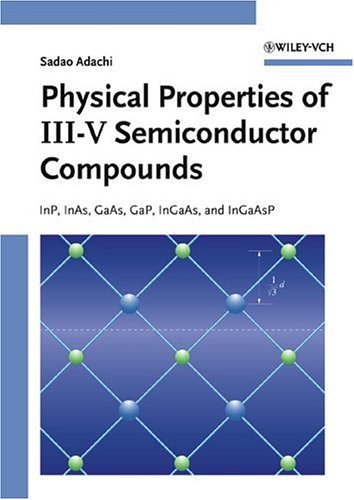 WILEY-VCH
Sadao Adachi
Physical Properties of
III-V Semiconductor
Compounds
InP, InAs, GaAs, GaP, InGaAs, and InGaAsP
1/√3 d